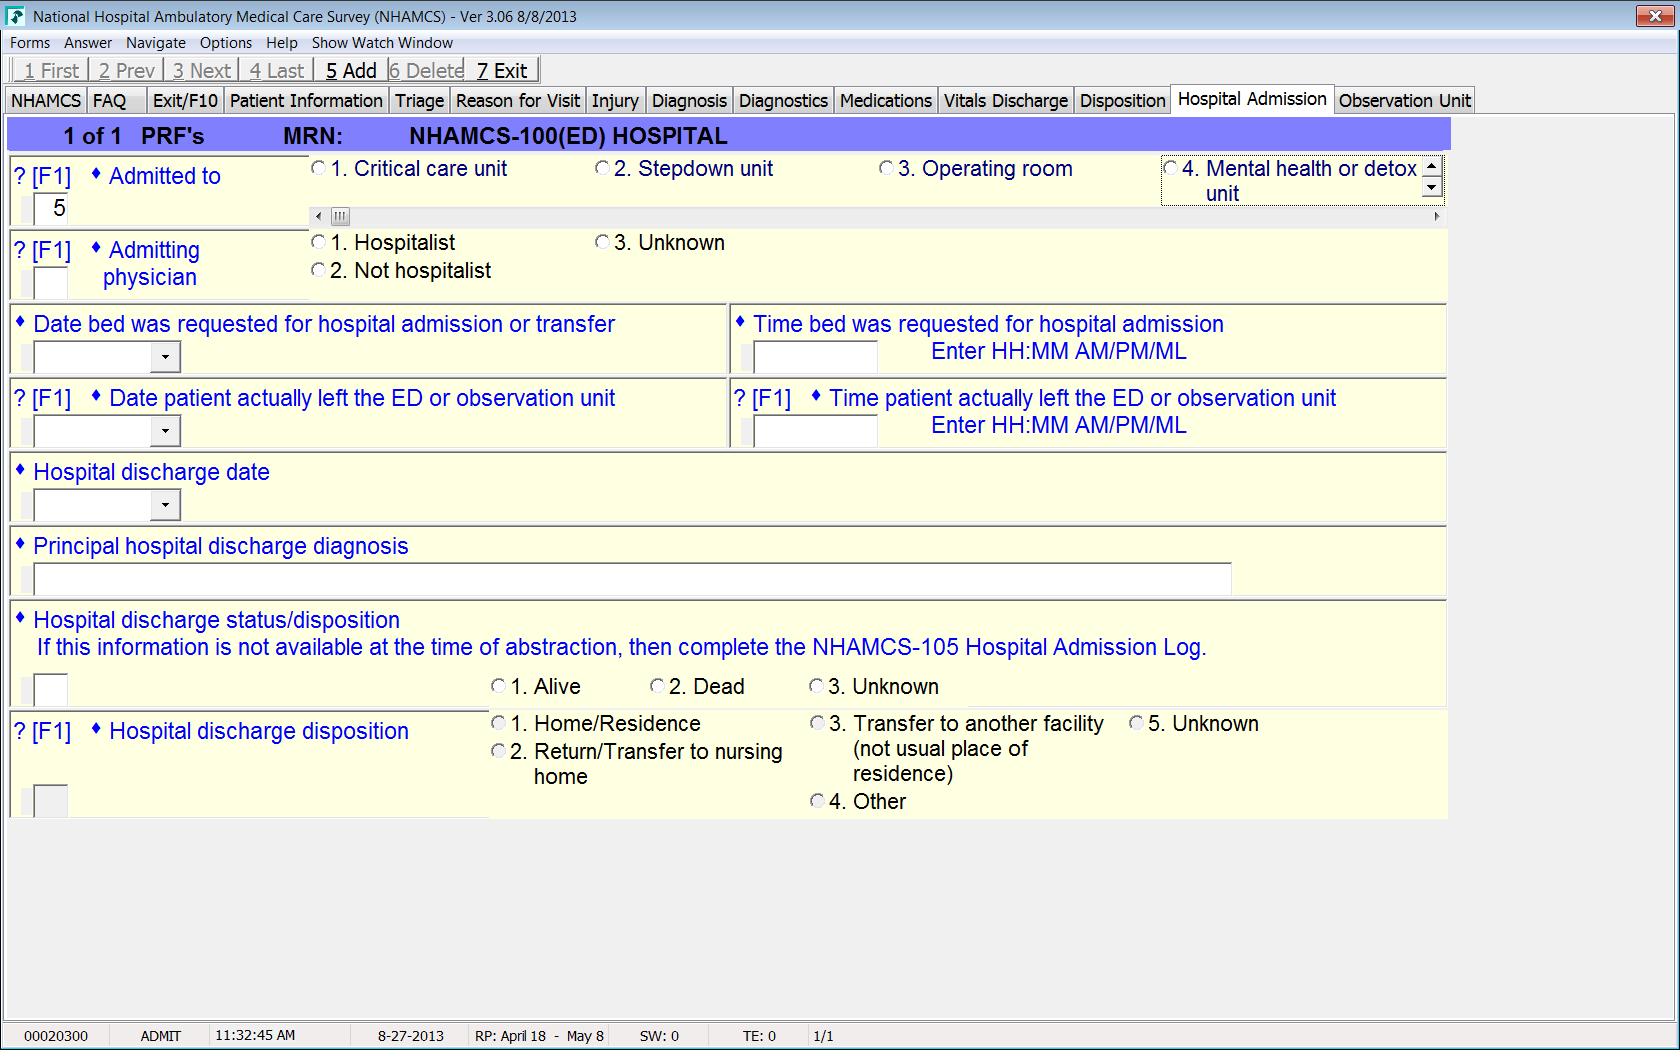 National Hospital Ambulatory Medical Care Survey (NHAMCS) - Ver 3.06 8/8/2013
Forms Answer Navigate Options Help Show Watch Window
1 First 2 Prev 3 Next 4 Last 5 Add 6 Delete 7 Exit
NHAMCS FAQ Exit/F10 Patient Information Triage Reason for Visit Injury Diagnosis Diagnostics Medications Vitals Discharge Disposition Hospital Admission Observation Unit
1 of 1 PRF's MRN: NHAMCS-100(ED) HOSPITAL
? [F1] ♦ Admitted to
5
1. Critical care unit 2. Stepdown unit 3. Operating room 4. Mental health or detox
unit
? [F1] ♦ Admitting
physician
1. Hospitalist 3. Unknown
2. Not hospitalist
♦ Date bed was requested for hospital admission or transfer
♦ Time bed was requested for hospital admission
Enter HH:MM AM/PM/ML
? [F1] ♦ Date patient actually left the ED or observation unit
? [F1] ♦ Time patient actually left the ED or observation unit
Enter HH:MM AM/PM/ML
♦ Hospital discharge date
♦ Principal hospital discharge diagnosis
♦ Hospital discharge status/disposition
If this information is not available at the time of abstraction, then complete the NHAMCS-105 Hospital Admission Log.
1. Alive 2. Dead 3. Unknown
? [F1] ♦ Hospital discharge disposition
1. Home/Residence
2. Return/Transfer to nursing
home
3. Transfer to another facility
(not usual place of
residence)
4. Other
5. Unknown
00020300 ADMIT 11:32:45 AM 8-27-2013 RP: April 18 - May 8 SW: 0 TE: 0 1/1